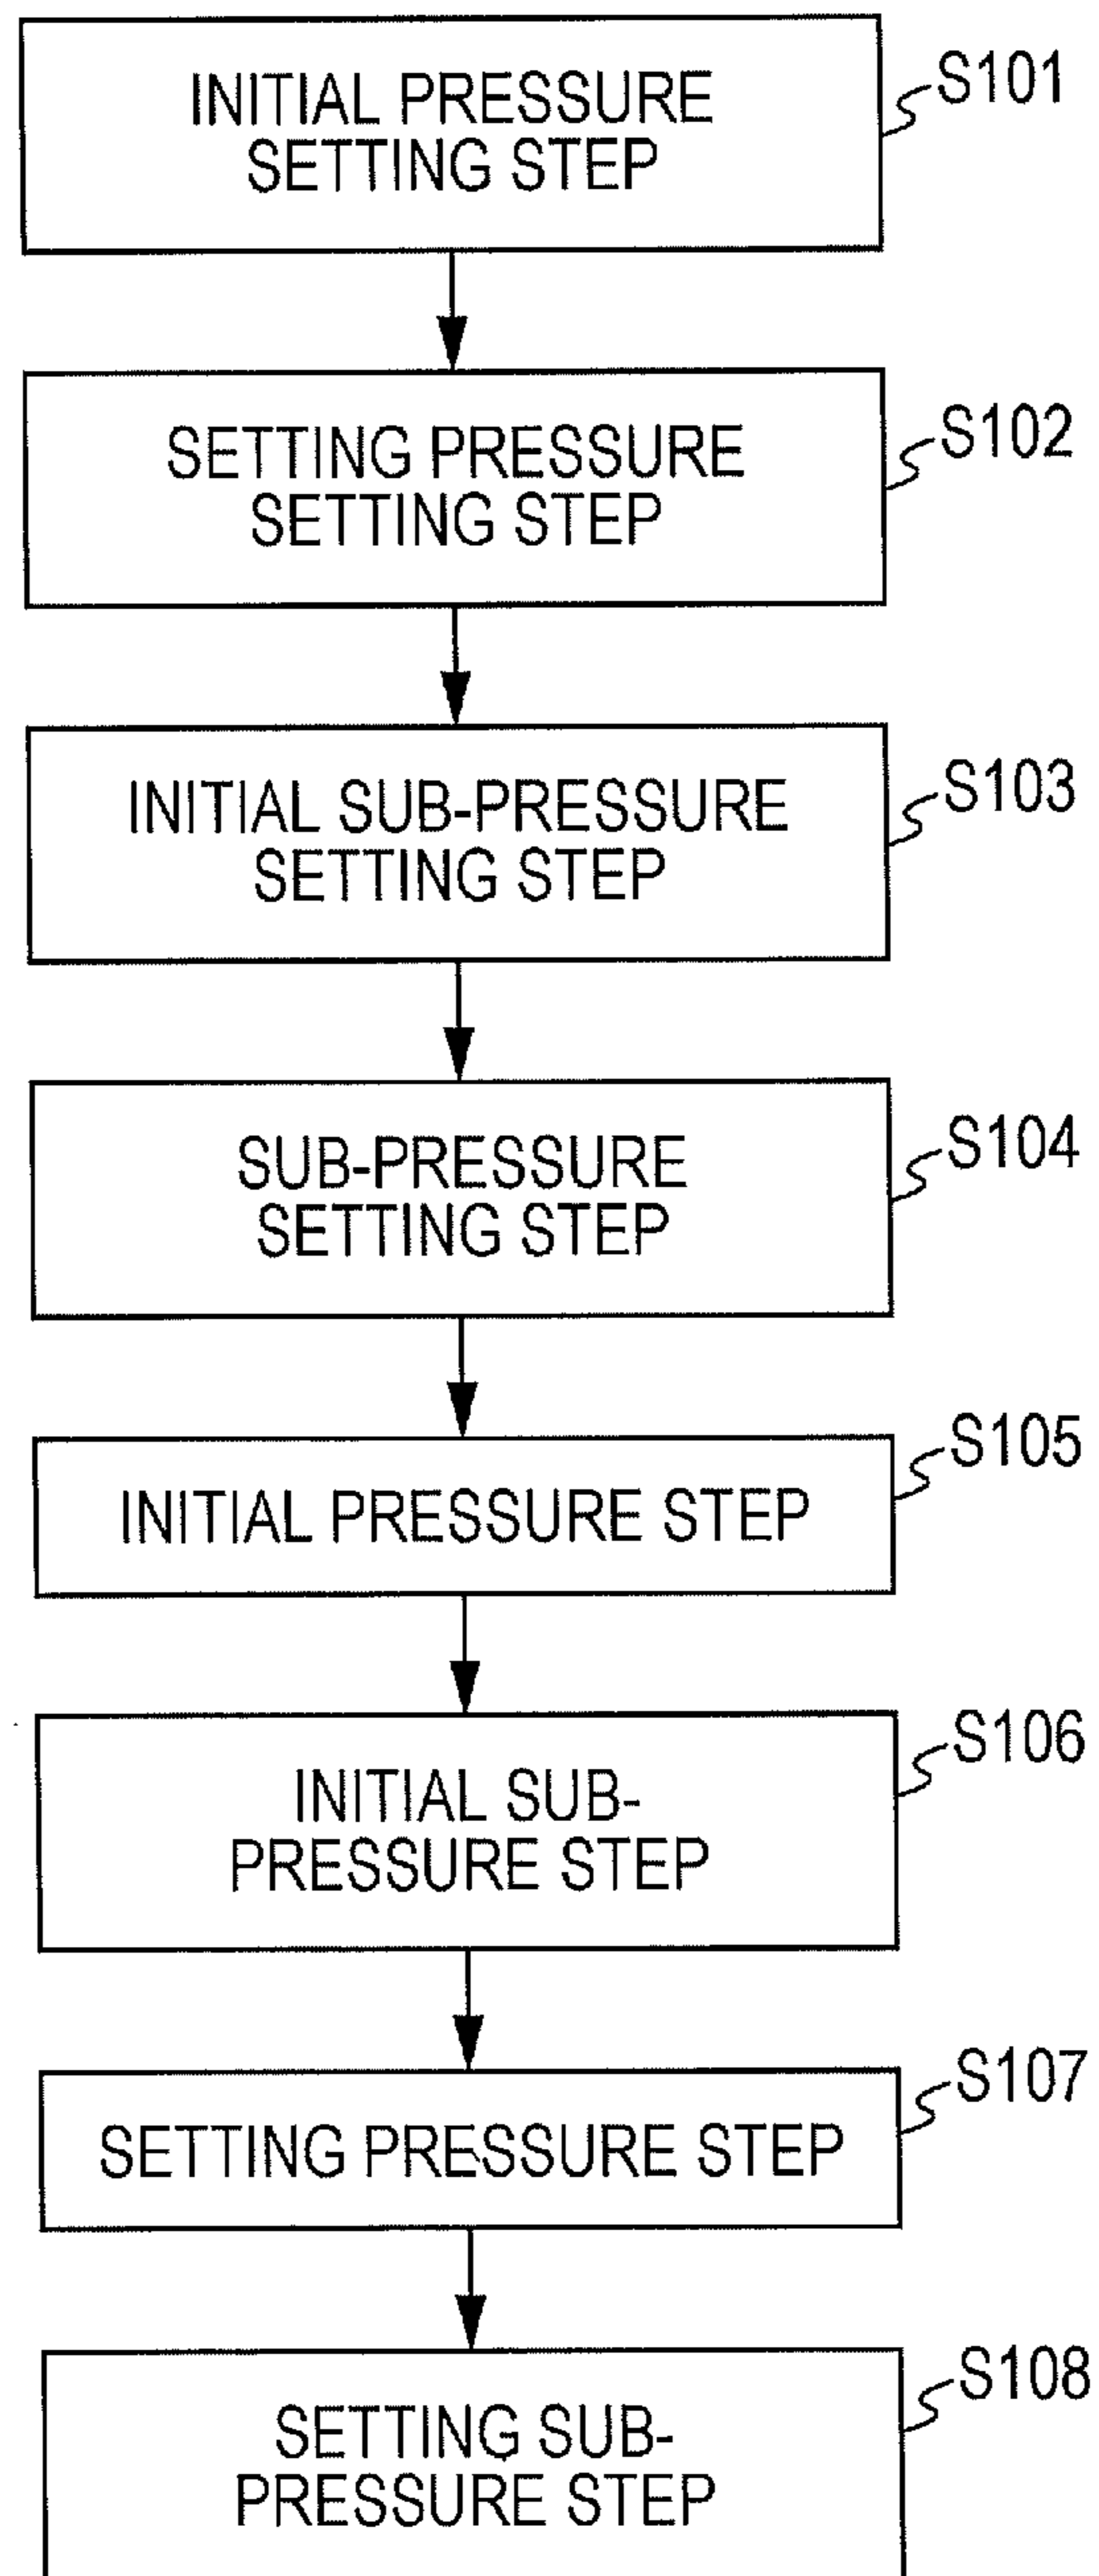 INITIAL PRESSURE
SETTING STEP
S101
SETTING PRESSURE
SETTING STEP
S102
INITIAL SUB-PRESSURE
SETTING STEP
S103
SUB-PRESSURE
SETTING STEP
S104
INITIAL PRESSURE STEP
S105
INITIAL SUB-
PRESSURE STEP
S106
SETTING PRESSURE STEP
S107
SETTING SUB-
PRESSURE STEP
S108